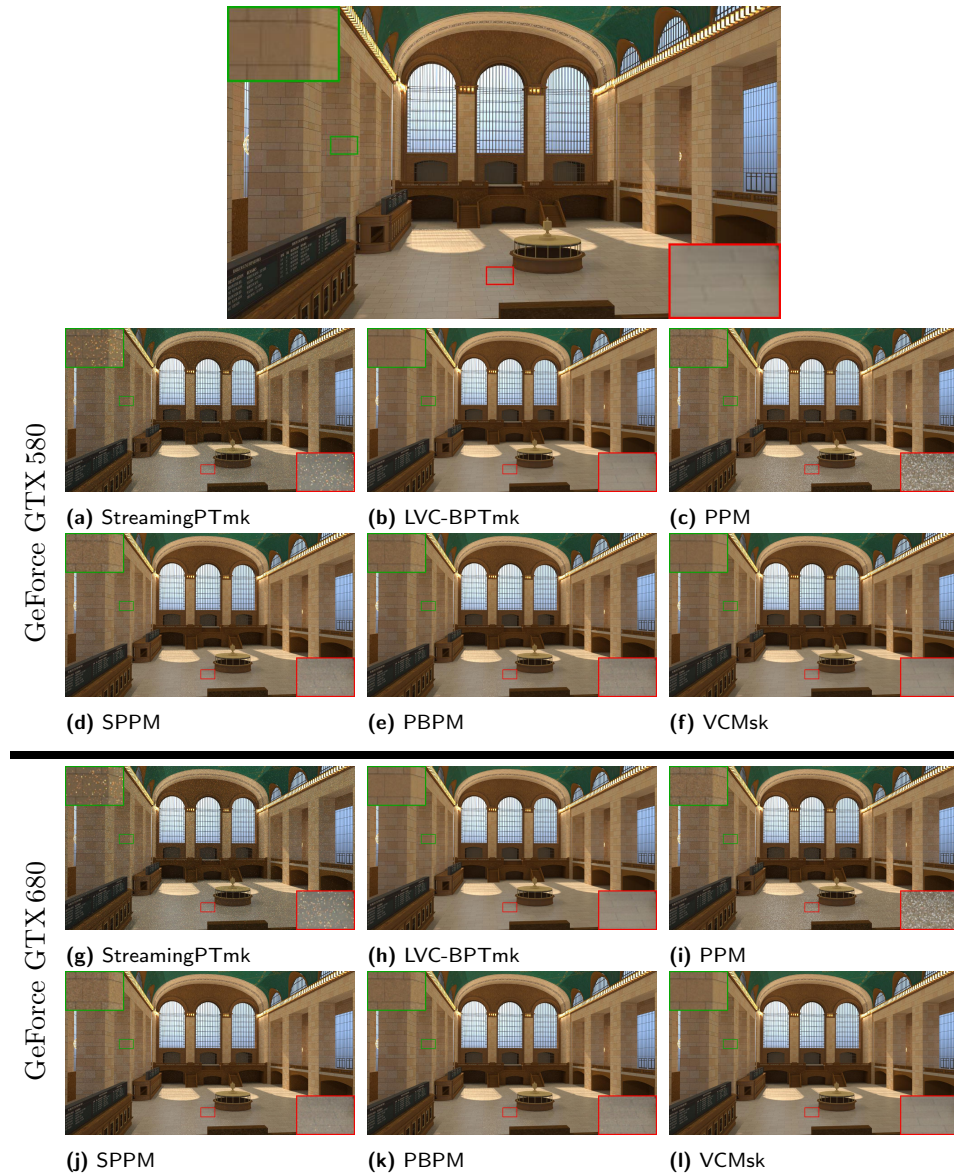 GeForce GTX 580
(a) StreamingPTmk
(b) LVC-BPTmk
(c) PPM
(d) SPPM
(e) PBPM
(f) VCMsk
GeForce GTX 680
(g) StreamingPTmk
(h) LVC-BPTmk
(i) PPM
(j) SPPM
(k) PBPM
(l) VCMsk